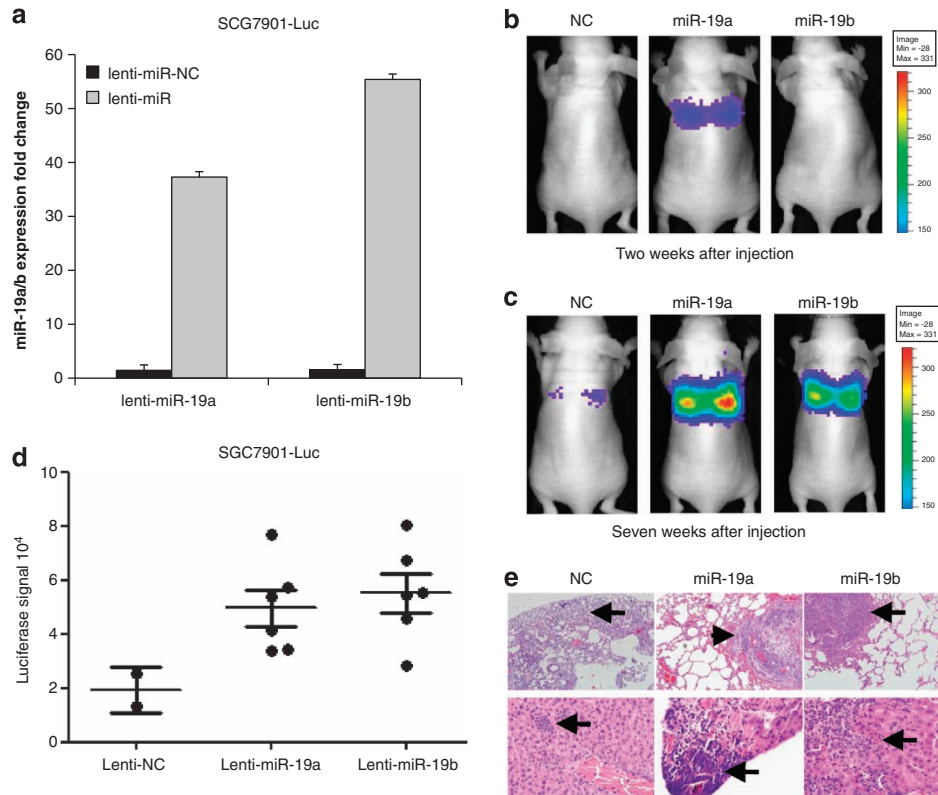 a
SCG7901-Luc
miR-19a/b expression fold change
60
50
40
30
20
10
0
lenti-miR-NC
lenti-miR
lenti-miR-19a
lenti-miR-19b
b
NC
miR-19a
miR-19b
Image
Min = -28
Max = 331
300
250
200
150
Two weeks after injection
c
NC
miR-19a
miR-19b
Image
Min = -28
Max = 331
300
250
200
150
Seven weeks after injection
d
SGC7901-Luc
Luciferase signal 10⁴
10
8
6
4
2
0
Lenti-NC
Lenti-miR-19a
Lenti-miR-19b
e
NC
miR-19a
miR-19b